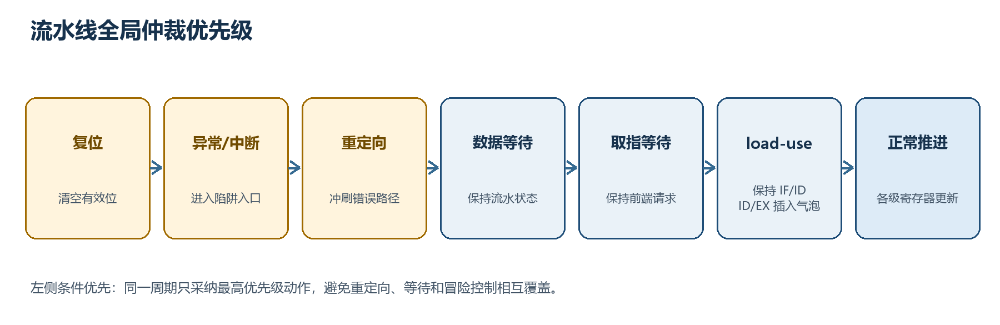 流水线全局仲裁优先级
复位
清空有效位
异常/中断
进入陷阱入口
重定向
冲刷错误路径
数据等待
保持流水状态
取指等待
保持前端请求
load-use
保持 IF/ID
ID/EX 插入气泡
正常推进
各级寄存器更新
左侧条件优先：同一周期只采纳最高优先级动作，避免重定向、等待和冒险控制相互覆盖。